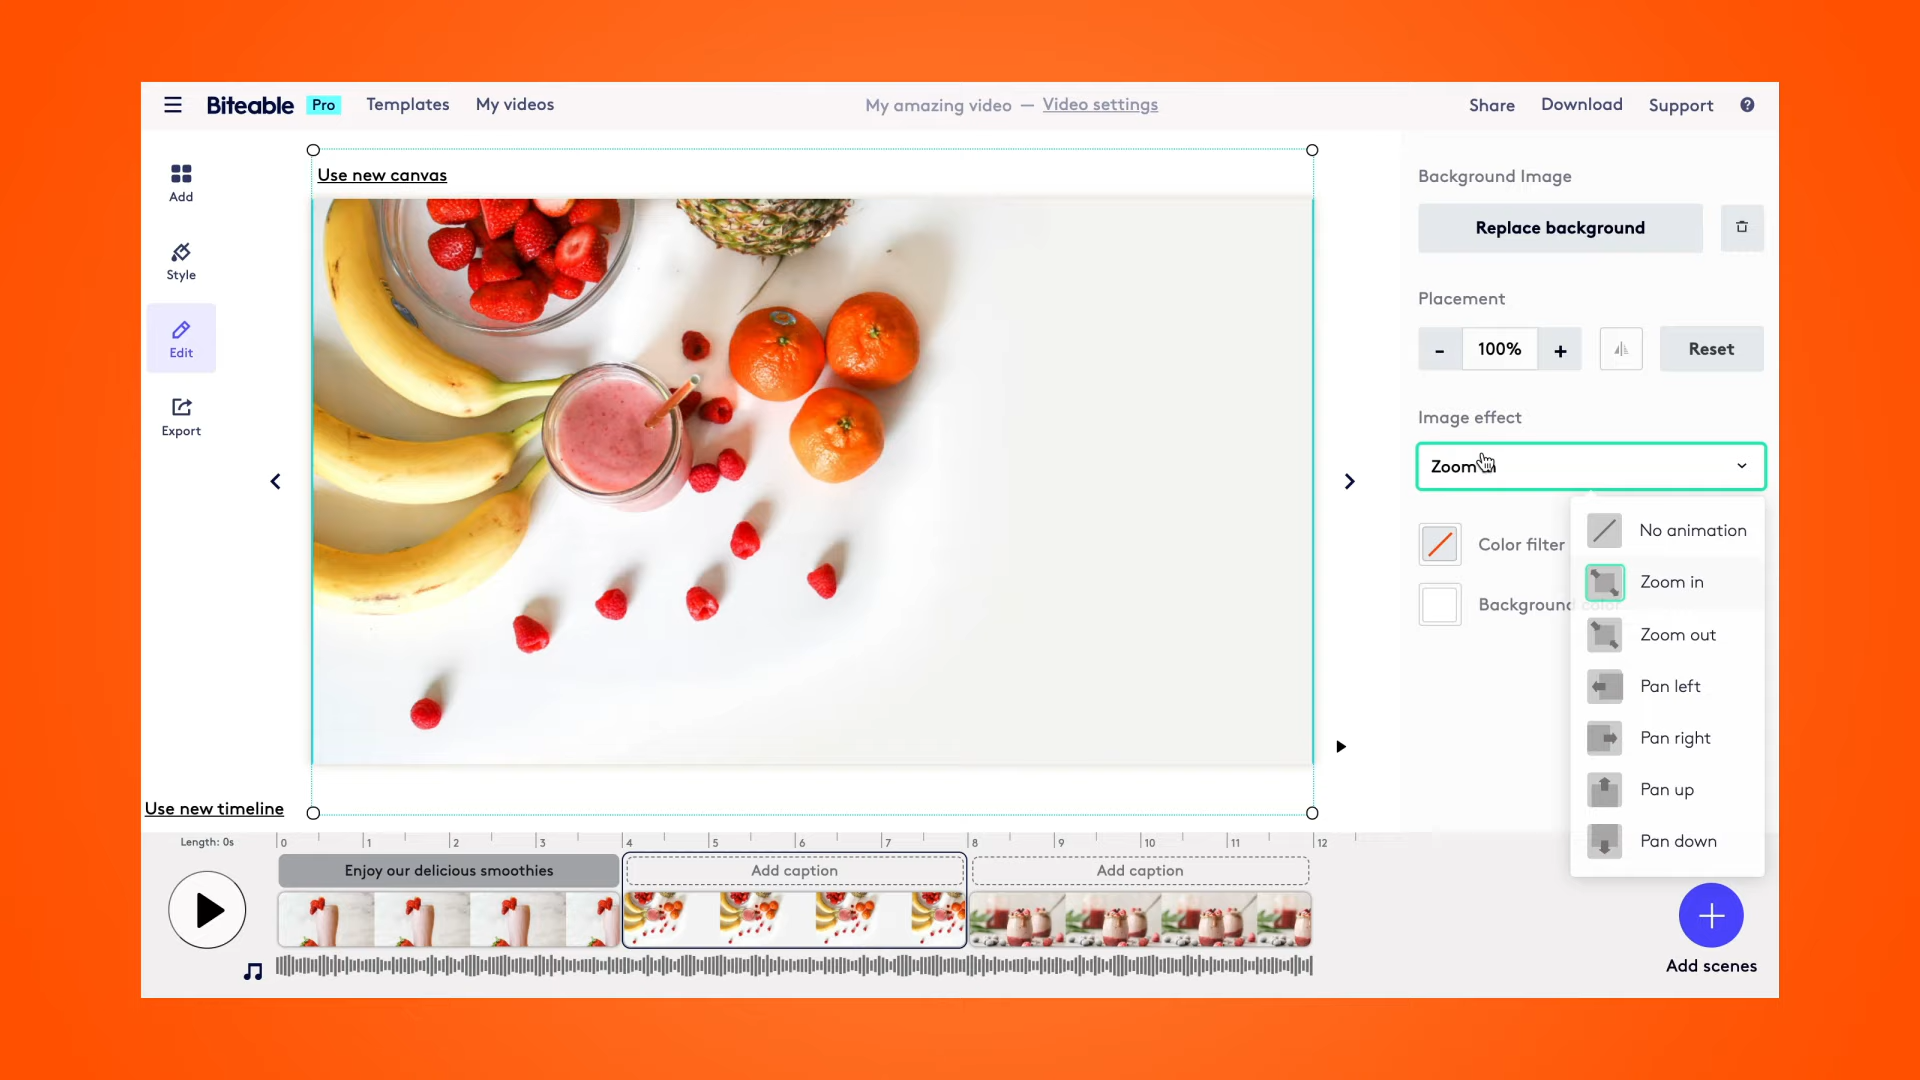 Biteable Pro Templates My videos
My amazing video — Video settings
Share Download Support ?
Add
Style
Edit
Export
Use new canvas
Background Image
Replace background
Placement
- 100% + Reset
Image effect
Zoom
Color filter
Background color
No animation
Zoom in
Zoom out
Pan left
Pan right
Pan up
Pan down
Use new timeline
Length: 0s
0 1 2 3 4 5 6 7 8 9 10 11 12
Enjoy our delicious smoothies
Add caption
Add caption
Add scenes